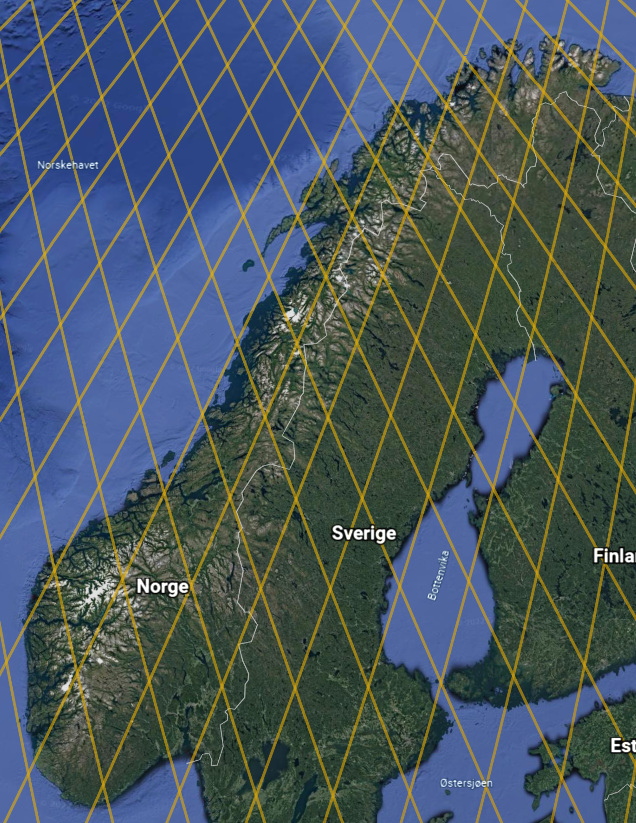 Norskehavet
Sverige
Finla
Bottenvika
Norge
Est
Østersjøen